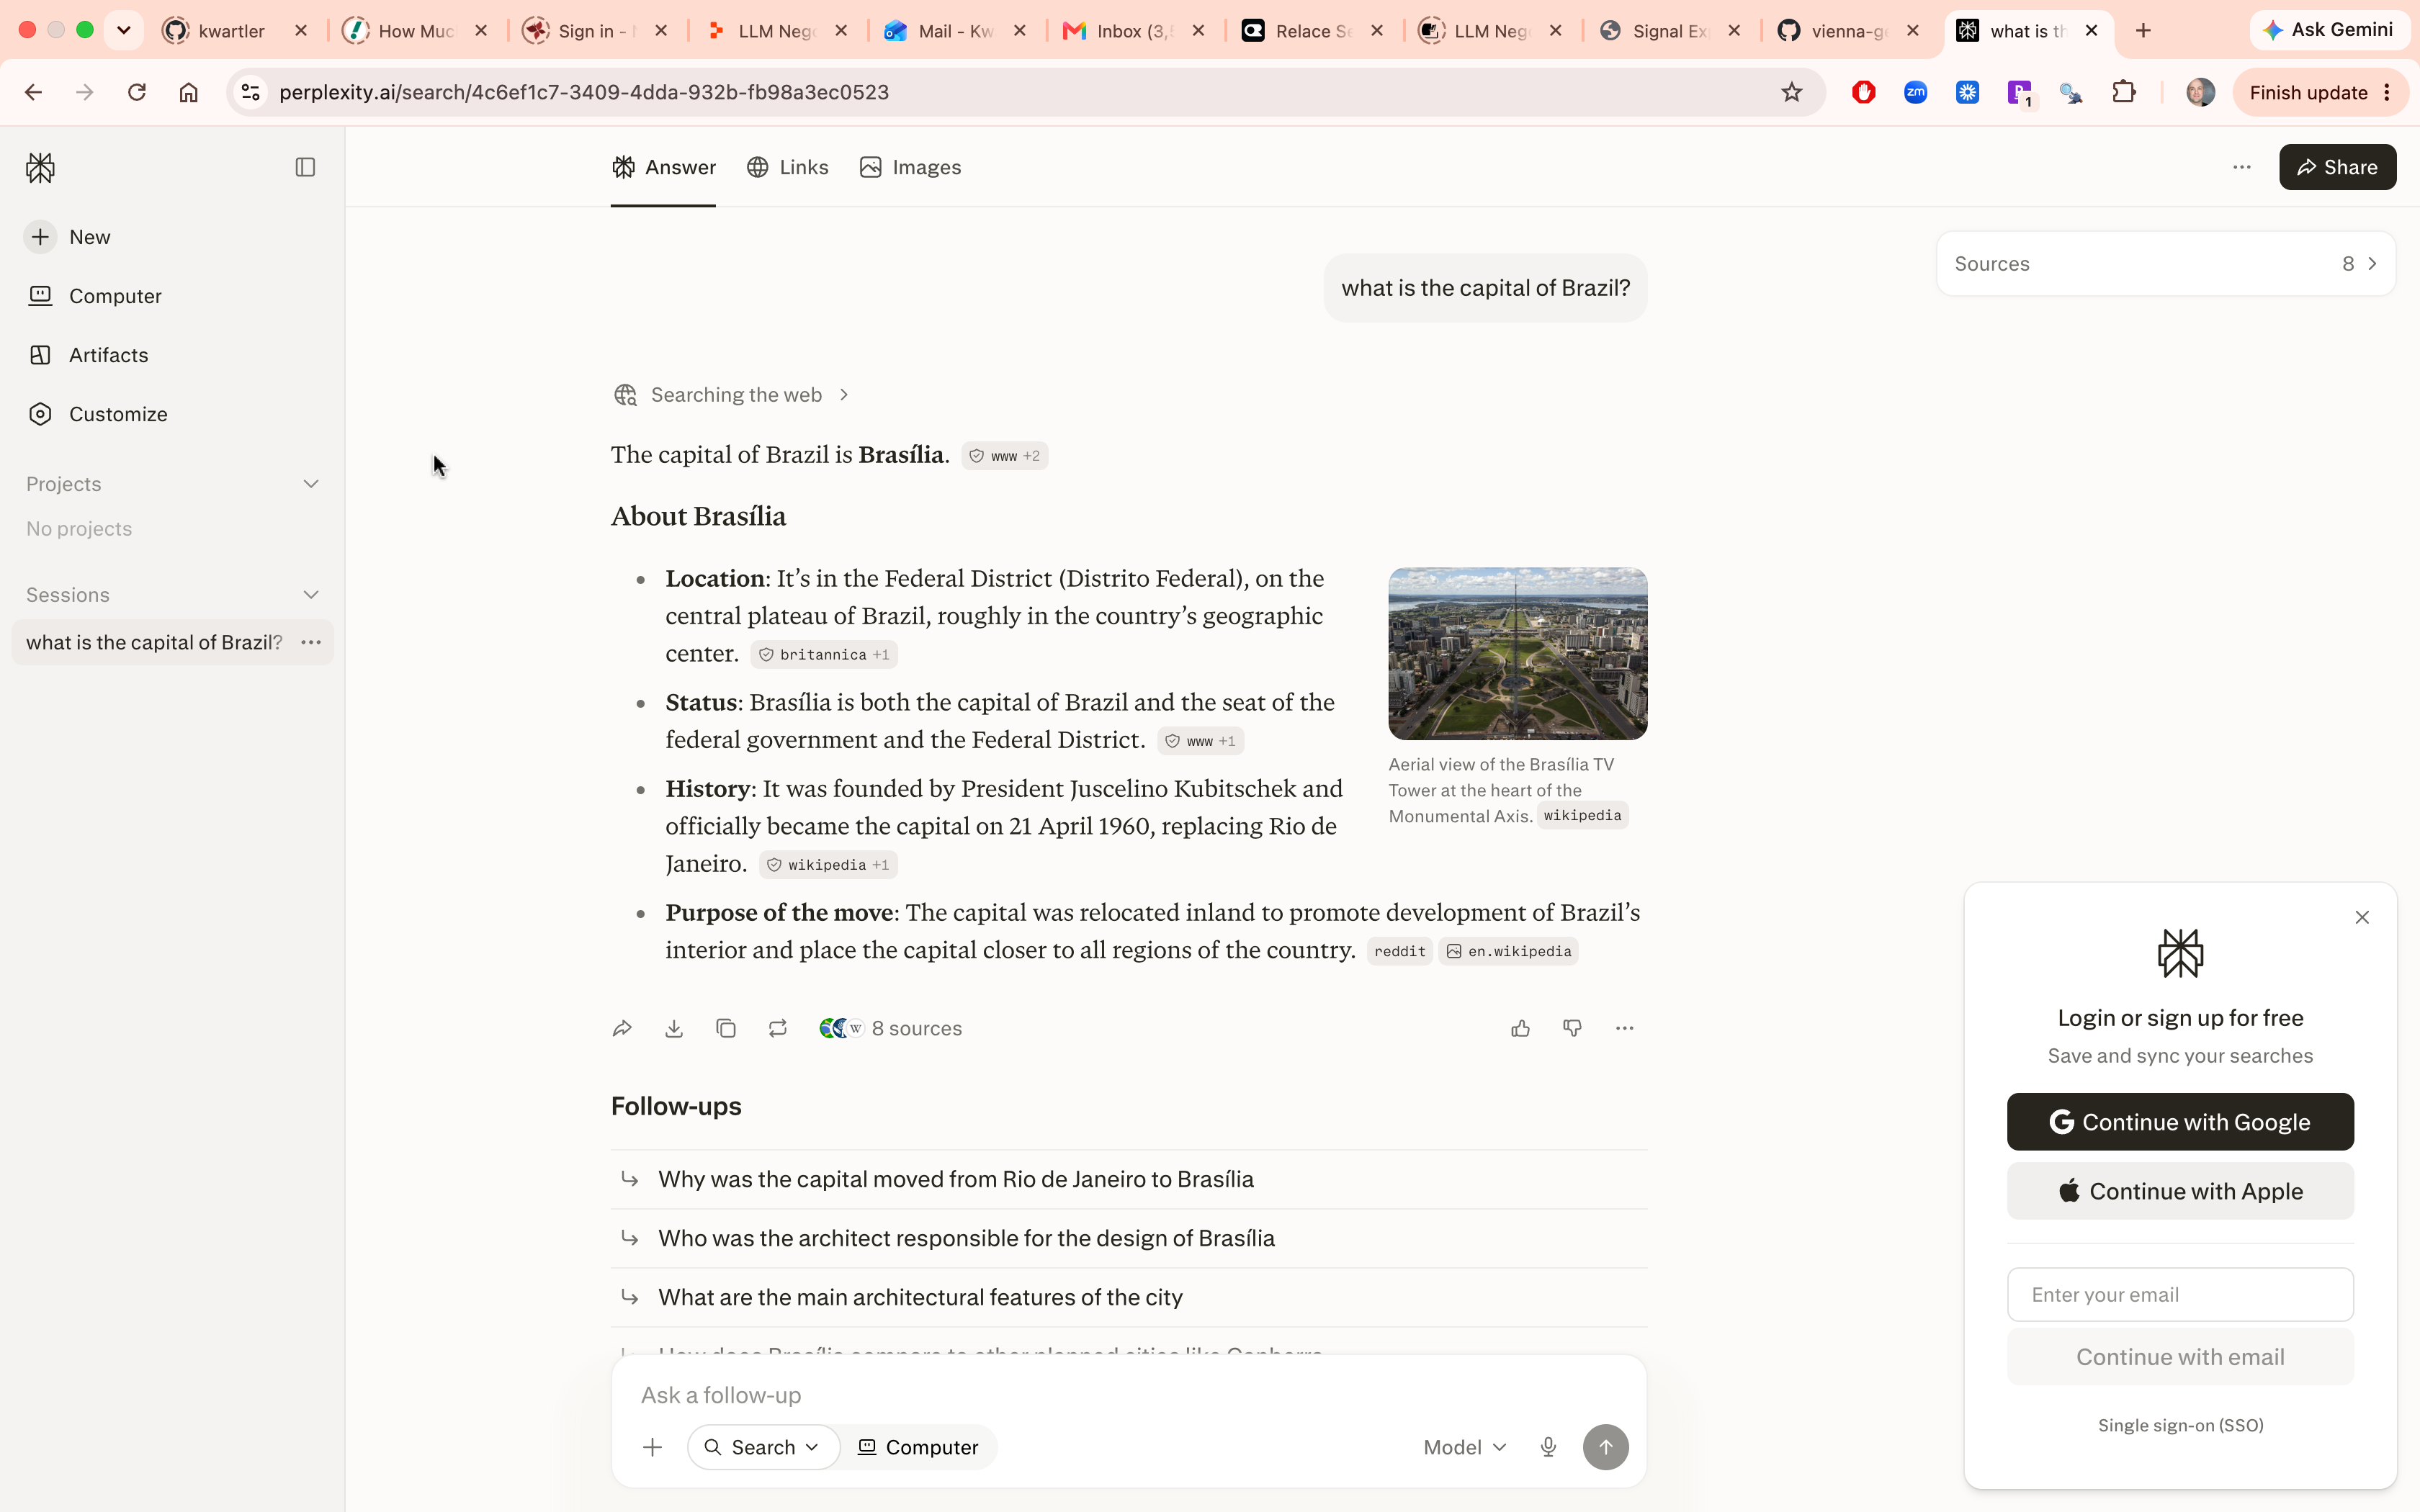 kwartler
How Muc
Sign in -
LLM Neg
Mail - Kw
Inbox (3,
Relace Se
LLM Neg
Signal Ex
vienna-g
what is th
Ask Gemini
perplexity.ai/search/4c6ef1c7-3409-4dda-932b-fb98a3ec0523
zm
1
Finish update
New
Computer
Artifacts
Customize
Projects
No projects
Sessions
what is the capital of Brazil?
Answer
Links
Images
Share
Sources
8
what is the capital of Brazil?
Searching the web
The capital of Brazil is Brasília. www +2
About Brasília
Location: It’s in the Federal District (Distrito Federal), on the
central plateau of Brazil, roughly in the country’s geographic
center. britannica +1
Status: Brasília is both the capital of Brazil and the seat of the
federal government and the Federal District. www +1
History: It was founded by President Juscelino Kubitschek and
officially became the capital on 21 April 1960, replacing Rio de
Janeiro. wikipedia +1
Purpose of the move: The capital was relocated inland to promote development of Brazil’s
interior and place the capital closer to all regions of the country. reddit en.wikipedia
Aerial view of the Brasília TV
Tower at the heart of the
Monumental Axis. wikipedia
W
8 sources
Follow-ups
Why was the capital moved from Rio de Janeiro to Brasília
Who was the architect responsible for the design of Brasília
What are the main architectural features of the city
How does Brasília compare to other planned cities like Canberra
Ask a follow-up
Search
Computer
Model
Login or sign up for free
Save and sync your searches
Continue with Google
Continue with Apple
Enter your email
Continue with email
Single sign-on (SSO)